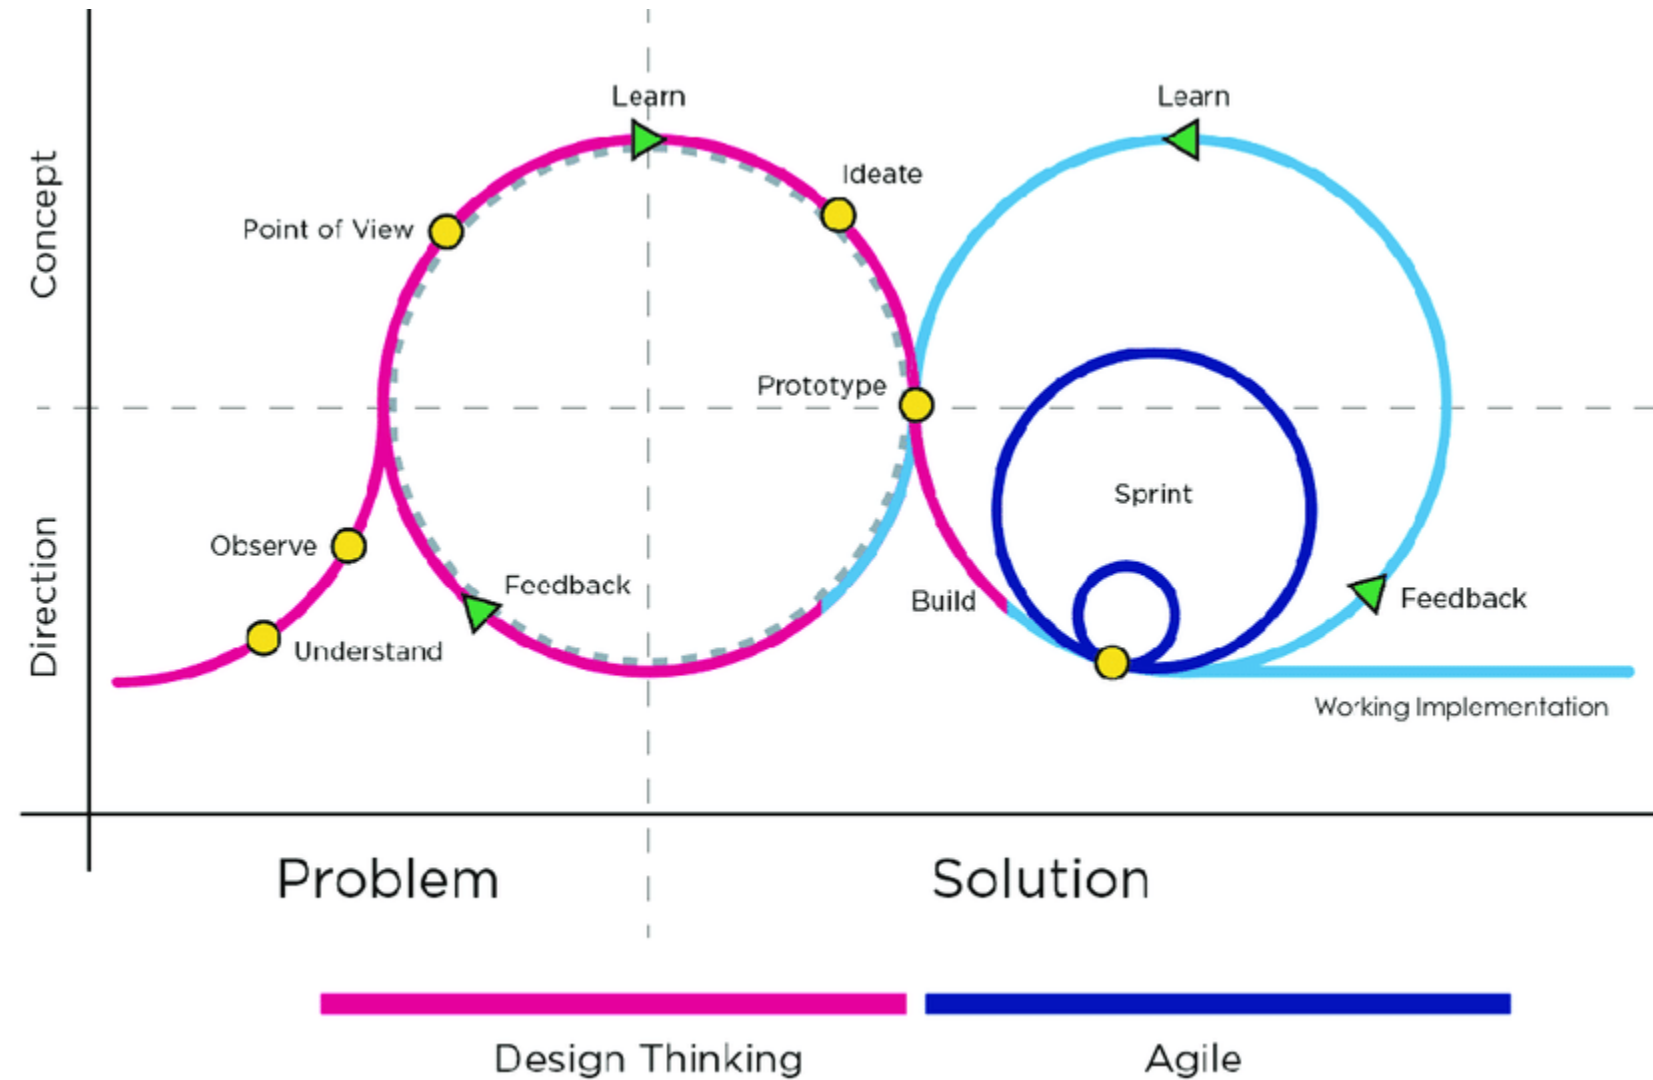 Learn
Learn
Ideate
Point of View
Concept
Prototype
Sprint
Observe
Direction
Feedback
Build
Feedback
Understand
Working Implementation
Problem
Solution
Design Thinking
Agile